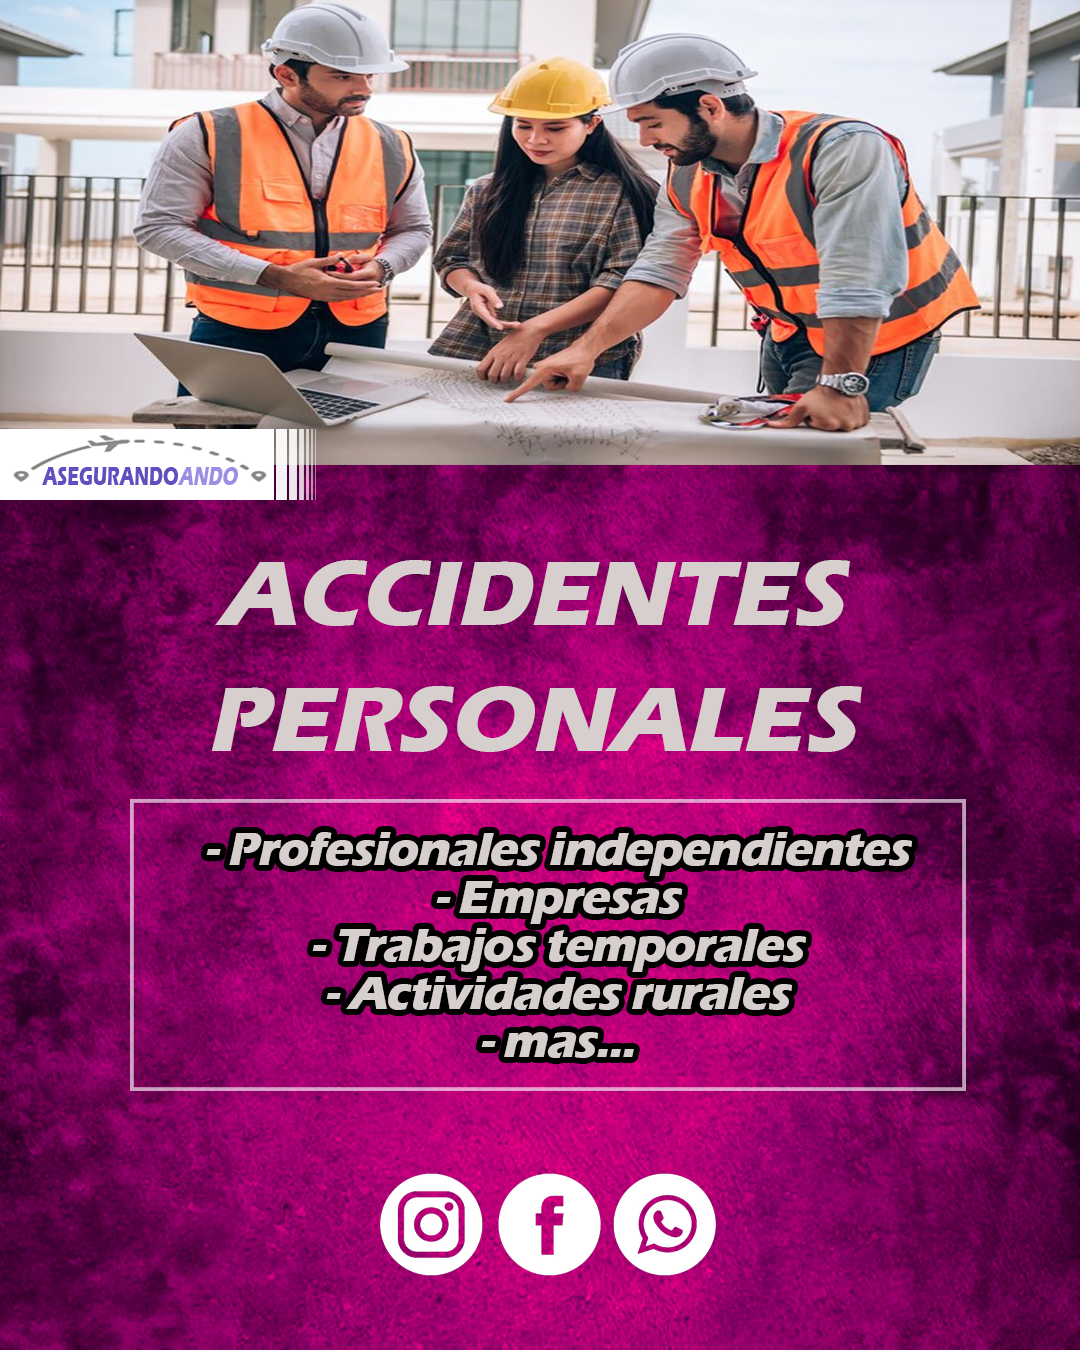 ASEGURANDOANDO
ACCIDENTES
PERSONALES
- Profesionales independientes
- Empresas
- Trabajos temporales
- Actividades rurales
- mas...